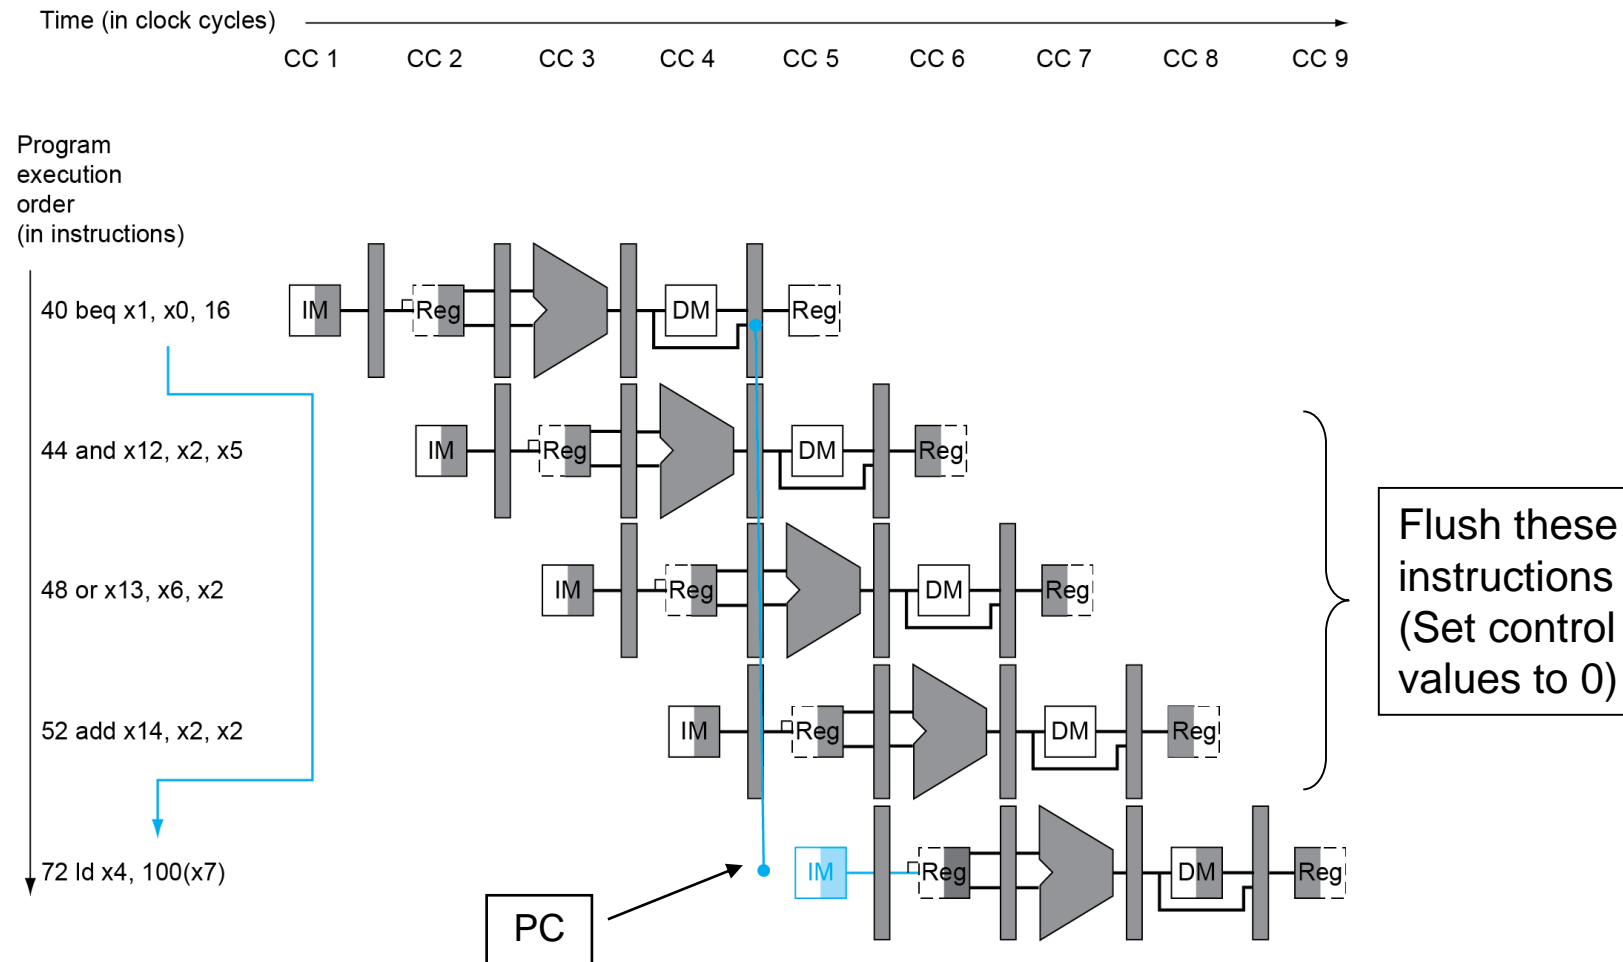 Time (in clock cycles)
CC 1 CC 2 CC 3 CC 4 CC 5 CC 6 CC 7 CC 8 CC 9
Program
execution
order
(in instructions)
40 beq x1, x0, 16
IM Reg DM Reg
44 and x12, x2, x5
IM Reg DM Reg
48 or x13, x6, x2
IM Reg DM Reg
52 add x14, x2, x2
IM Reg DM Reg
72 ld x4, 100(x7)
IM Reg DM Reg
PC
Flush these
instructions
(Set control
values to 0)